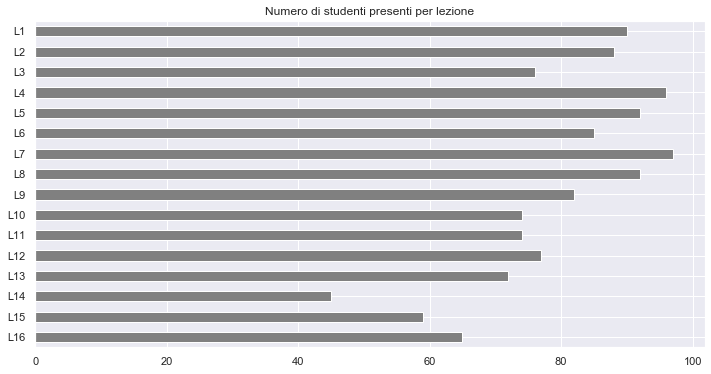 Numero di studenti presenti per lezione
L1
L2
L3
L4
L5
L6
L7
L8
L9
L10
L11
L12
L13
L14
L15
L16
0 20 40 60 80 100